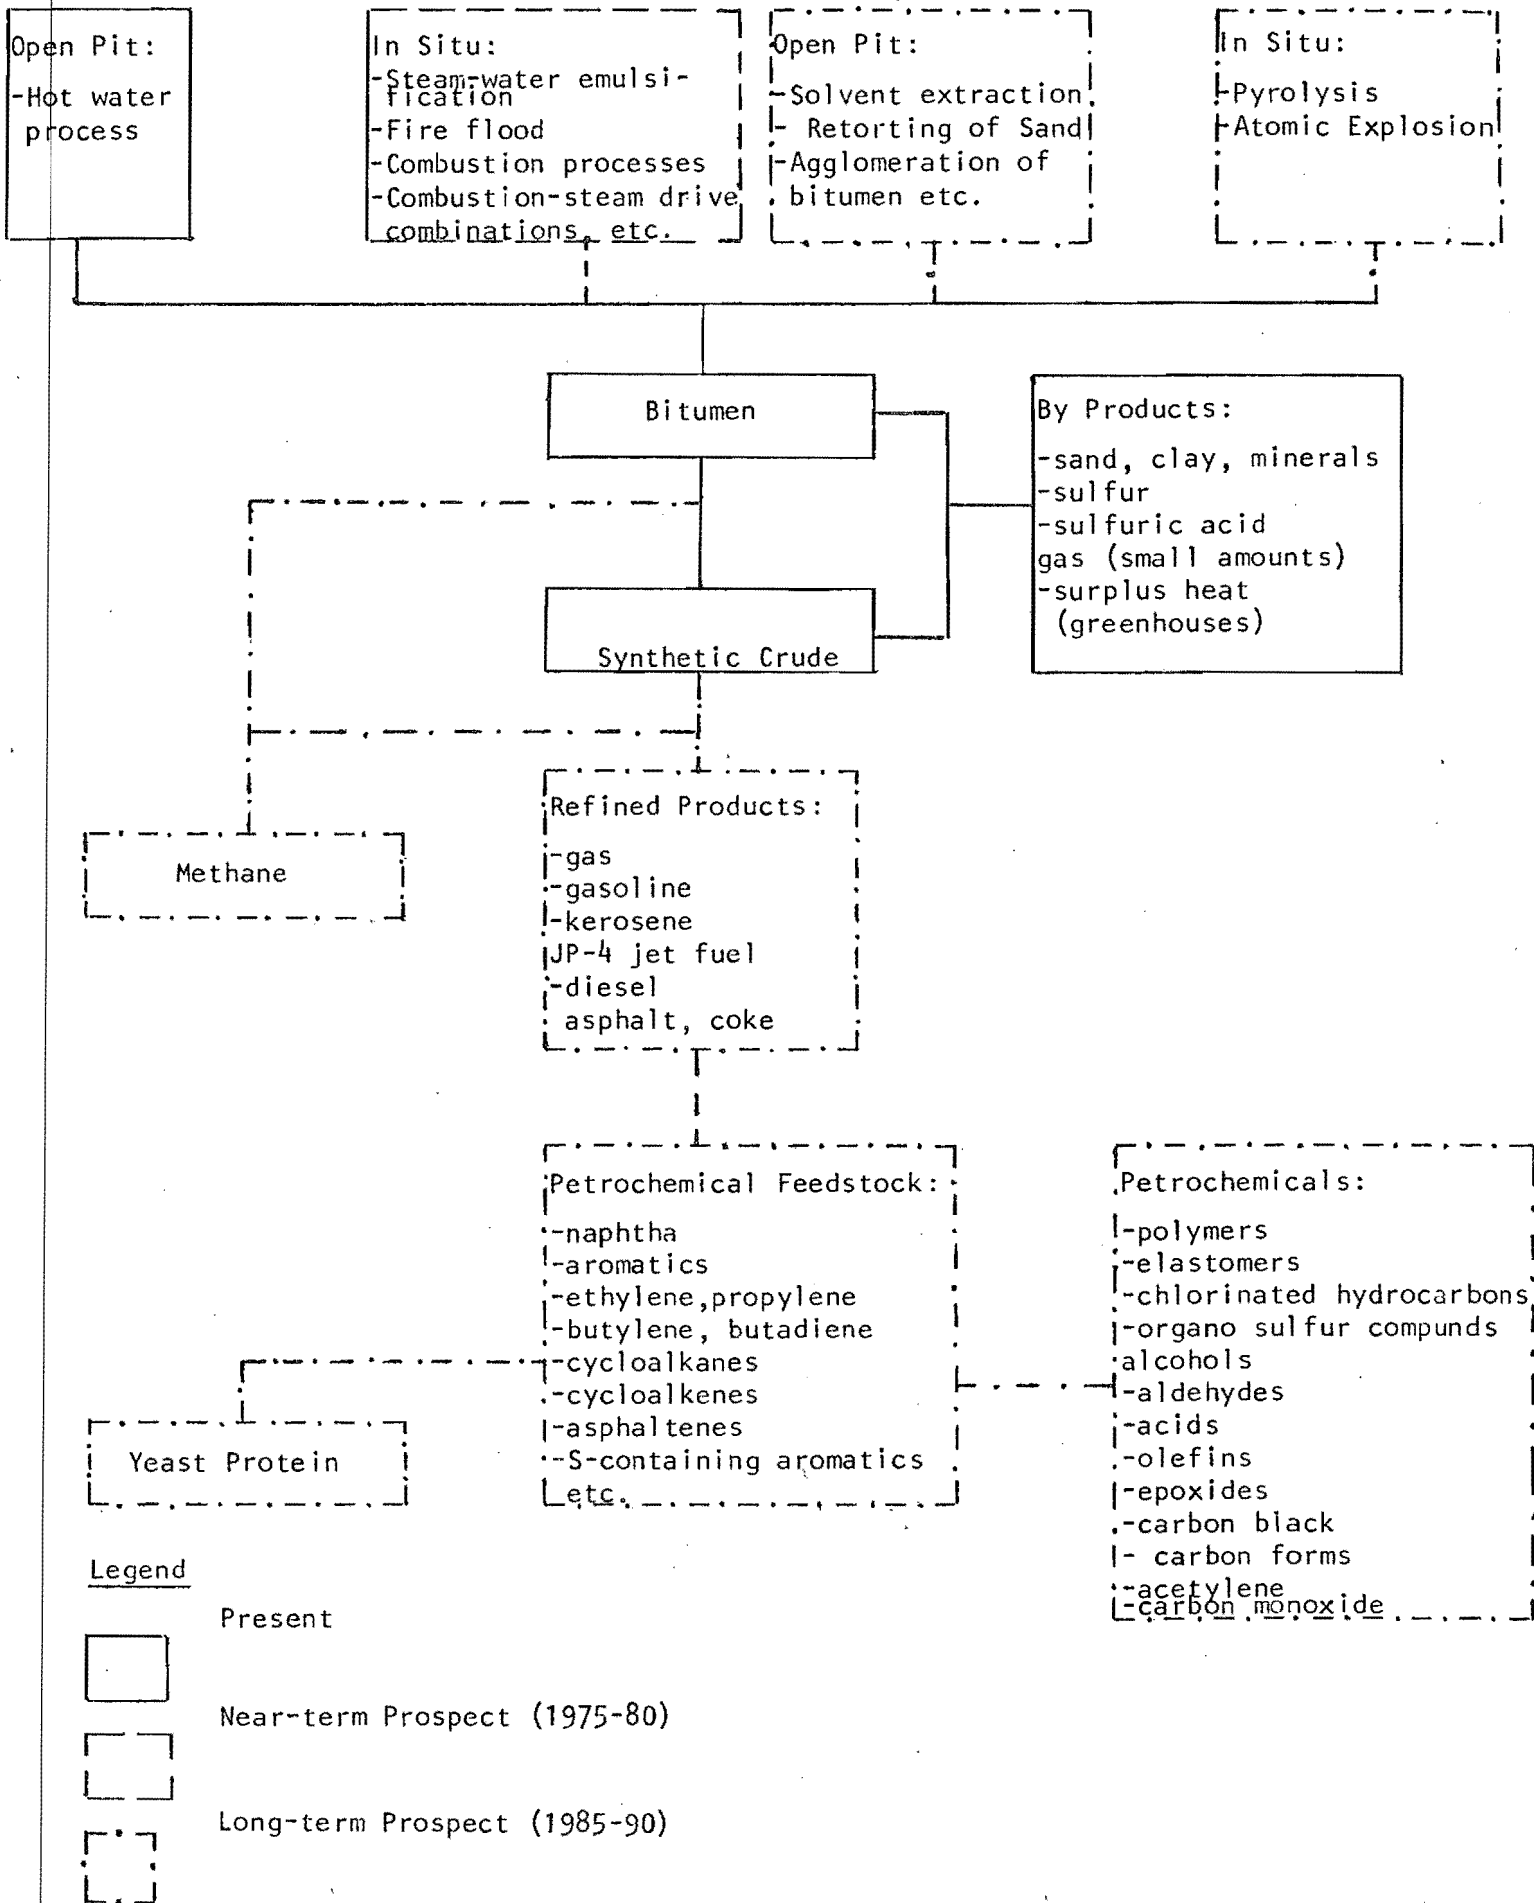 Open Pit:
-Hot water
process
In Situ:
-Steam-water emulsi-
fication
-Fire flood
-Combustion processes
-Combustion-steam drive
combinations, etc.
Open Pit:
-Solvent extraction
- Retorting of Sand
-Agglomeration of
bitumen etc.
In Situ:
-Pyrolysis
-Atomic Explosion
Bitumen
By Products:
-sand, clay, minerals
-sulfur
-sulfuric acid
gas (small amounts)
-surplus heat
(greenhouses)
Synthetic Crude
Refined Products:
-gas
-gasoline
-kerosene
JP-4 jet fuel
-diesel
asphalt, coke
Methane
Petrochemical Feedstock:
-naphtha
-aromatics
-ethylene,propylene
-butylene, butadiene
-cycloalkanes
-cycloalkenes
-asphaltenes
-S-containing aromatics
etc.
Petrochemicals:
-polymers
-elastomers
-chlorinated hydrocarbons
-organo sulfur compunds
alcohols
-aldehydes
-acids
-olefins
-epoxides
-carbon black
- carbon forms
-acetylene
-carbon monoxide
Yeast Protein
Legend
Present
Near-term Prospect (1975-80)
Long-term Prospect (1985-90)